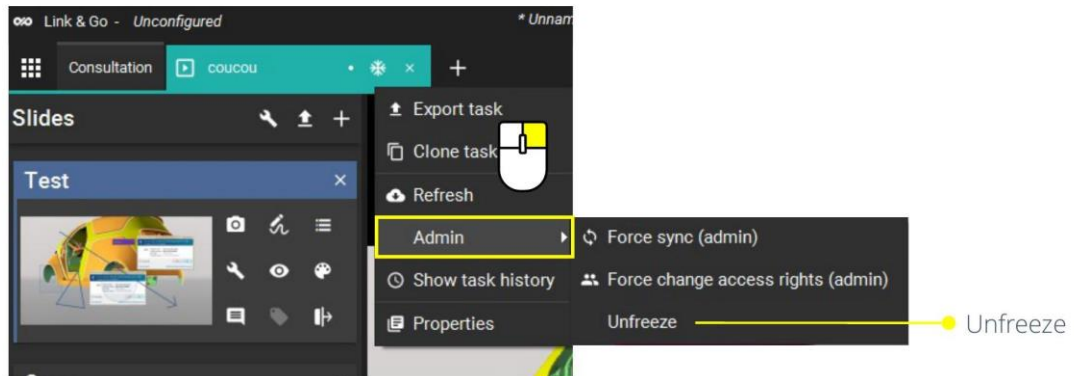 Link & Go - Unconfigured
* Unnam
Consultation
coucou
Slides
Export task
Clone task
Test
Refresh
Admin
Force sync (admin)
Show task history
Force change access rights (admin)
Properties
Unfreeze
Unfreeze